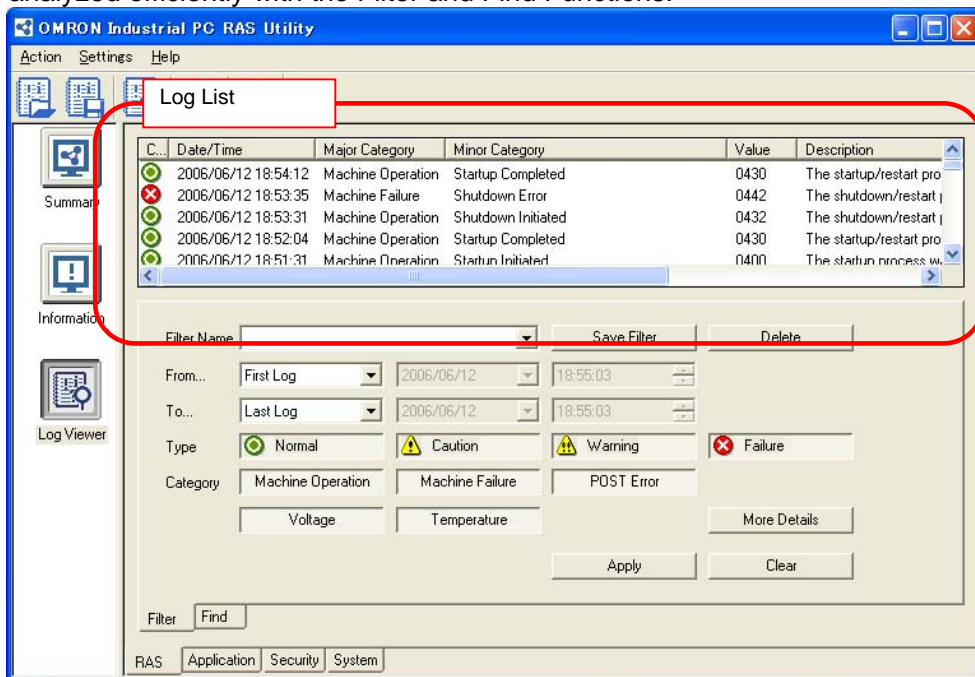 analyzed efficiently with the Filter and Find Functions.
OMRON Industrial PC RAS Utility
Action Settings Help
Log List
C... Date/Time Major Category Minor Category Value Description
2006/06/12 18:54:12 Machine Operation Startup Completed 0430 The startup/restart pro
2006/06/12 18:53:35 Machine Failure Shutdown Error 0442 The shutdown/restart
2006/06/12 18:53:31 Machine Operation Shutdown Initiated 0432 The shutdown/restart
2006/06/12 18:52:04 Machine Operation Startup Completed 0430 The startup/restart pro
2006/06/12 18:51:31 Machine Operation Startup Initiated 0400 The startup process w
Summary
Information
Log Viewer
Filter Name Save Filter Delete
From... First Log 2006/06/12 18:55:03
To... Last Log 2006/06/12 18:55:03
Type Normal Caution Warning Failure
Category Machine Operation Machine Failure POST Error
Voltage Temperature More Details
Apply Clear
Filter Find
RAS Application Security System